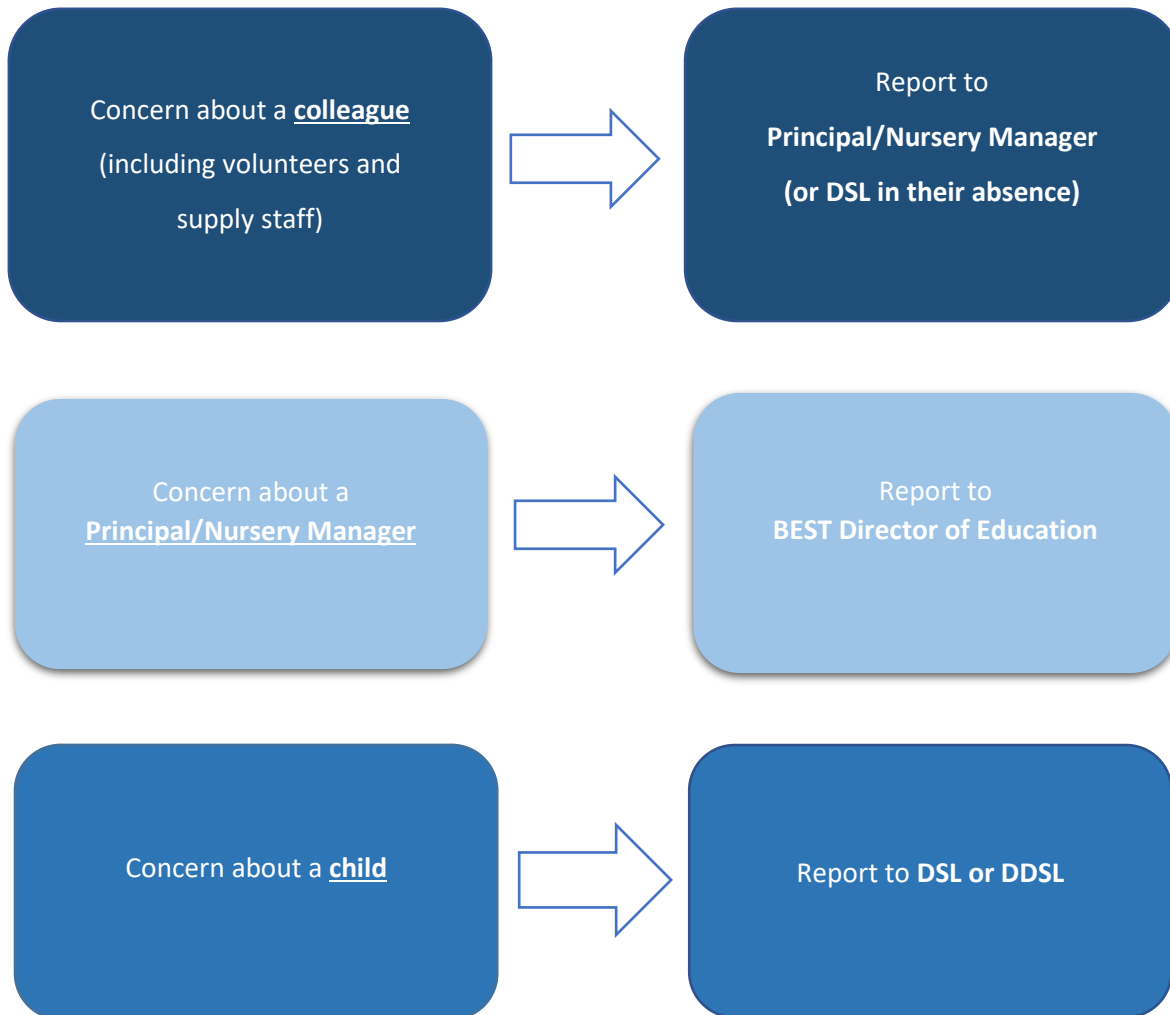 Concern about a colleague
(including volunteers and
supply staff)
Report to
Principal/Nursery Manager
(or DSL in their absence)
Concern about a
Principal/Nursery Manager
Report to
BEST Director of Education
Concern about a child
Report to DSL or DDSL